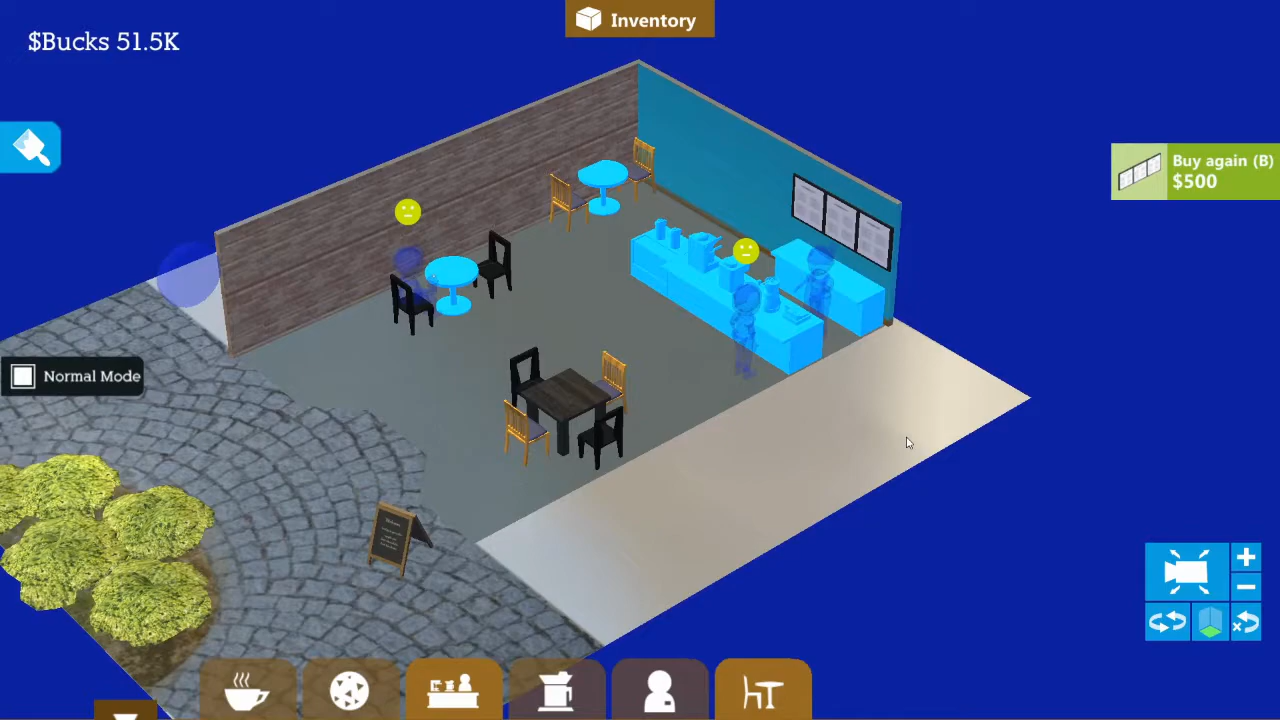 $Bucks 51.5K
Inventory
Buy again (B)
$500
Normal Mode